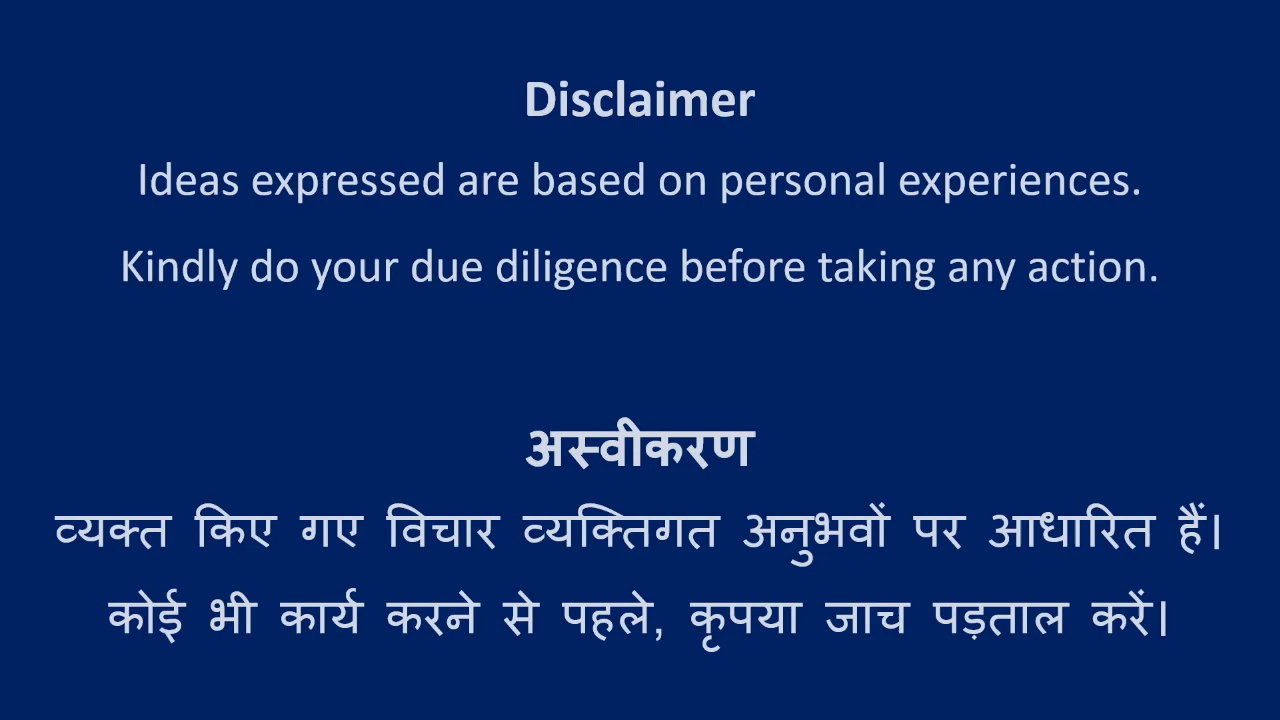 Disclaimer
Ideas expressed are based on personal experiences.
Kindly do your due diligence before taking any action.
अस्वीकरण
व्यक्त किए गए विचार व्यक्तिगत अनुभवों पर आधारित हैं।
कोई भी कार्य करने से पहले, कृपया जाच पड़ताल करें।